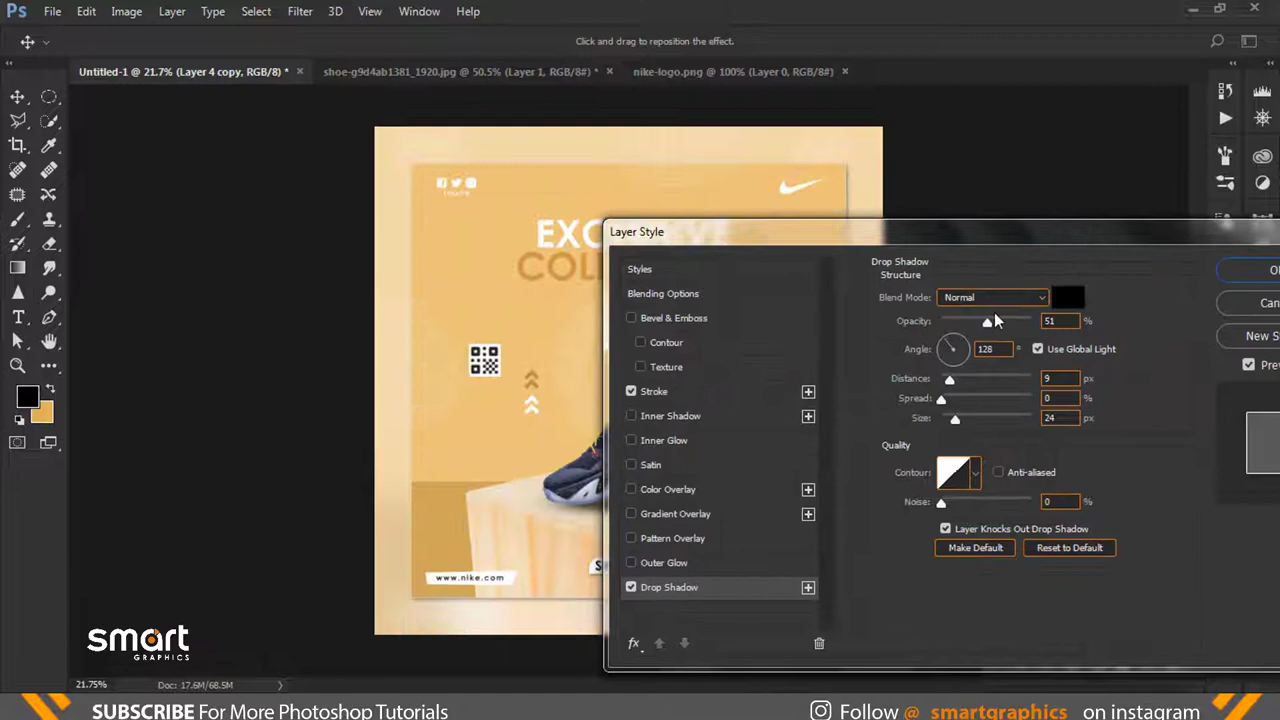 Ps File Edit Image Layer Type Select Filter 3D View Window Help
Click and drag to reposition the effect.
Untitled-1 @ 21.7% (Layer 4 copy, RGB/8) * × shoe-g9d4ab1381_1920.jpg @ 50.5% (Layer 1, RGB/8#) * × nike-logo.png @ 100% (Layer 0, RGB/8#) ×
Layer Style
Styles
Blending Options
Bevel & Emboss
Contour
Texture
Stroke
Inner Shadow
Inner Glow
Satin
Color Overlay
Gradient Overlay
Pattern Overlay
Outer Glow
Drop Shadow
fx
Drop Shadow
Structure
Blend Mode: Normal
Opacity: 51 %
Angle: 128 ° Use Global Light
Distance: 9 px
Spread: 0 %
Size: 24 px
Quality
Contour: Anti-aliased
Noise: 0 %
Layer Knocks Out Drop Shadow
Make Default Reset to Default
New S
www.nike.com
smart
GRAPHICS
21.75% Doc: 17.6M/68.5M
SUBSCRIBE For More Photoshop Tutorials
Follow @ smartgraphics on instagram